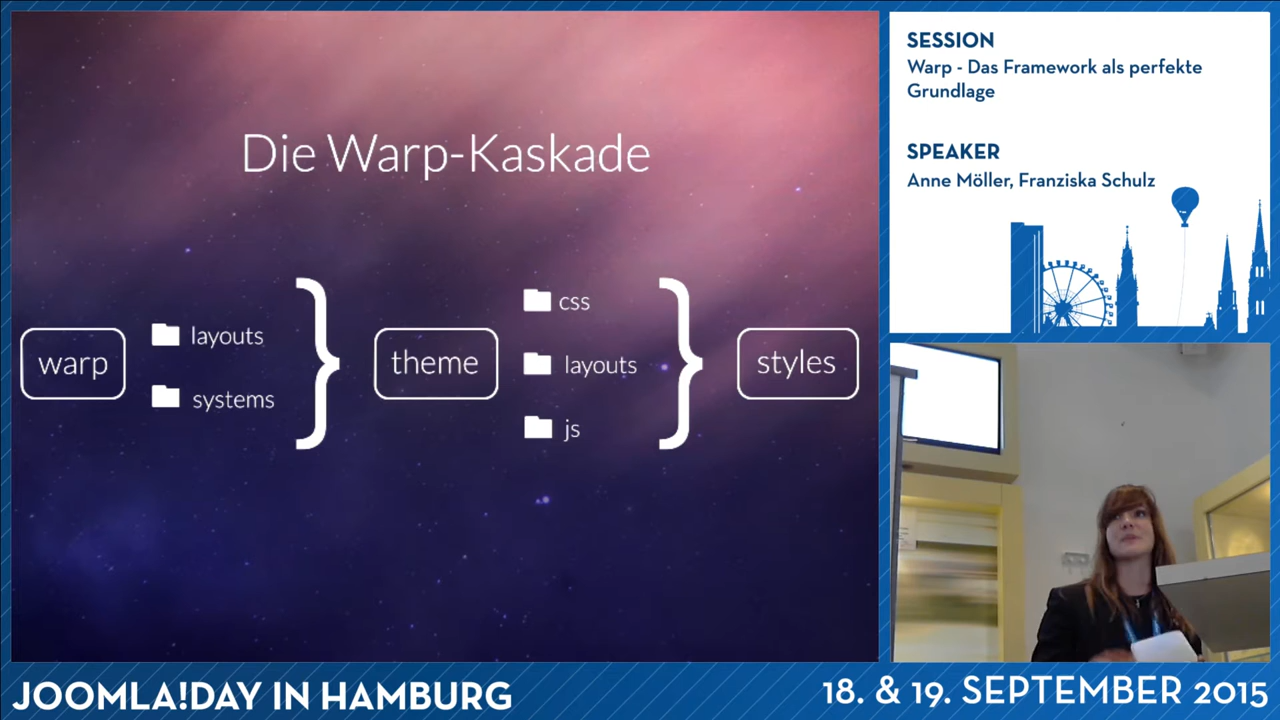 Die Warp-Kaskade
warp
layouts
systems
}
theme
css
layouts
js
}
styles
SESSION
Warp - Das Framework als perfekte
Grundlage
SPEAKER
Anne Möller, Franziska Schulz
JOOMLA!DAY IN HAMBURG
18. & 19. SEPTEMBER 2015